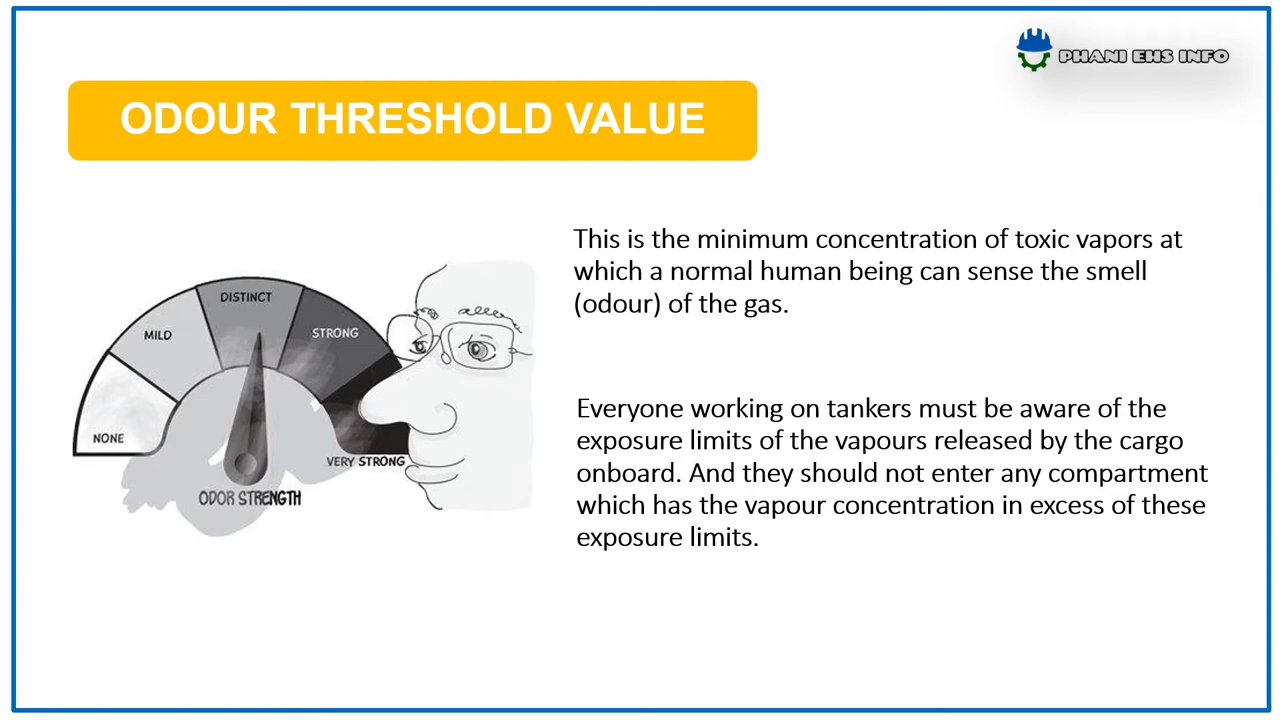 PHANI EHS INFO
ODOUR THRESHOLD VALUE
This is the minimum concentration of toxic vapors at
which a normal human being can sense the smell
(odour) of the gas.
DISTINCT
MILD
STRONG
NONE
VERY STRONG
ODOR STRENGTH
Everyone working on tankers must be aware of the
exposure limits of the vapours released by the cargo
onboard. And they should not enter any compartment
which has the vapour concentration in excess of these
exposure limits.